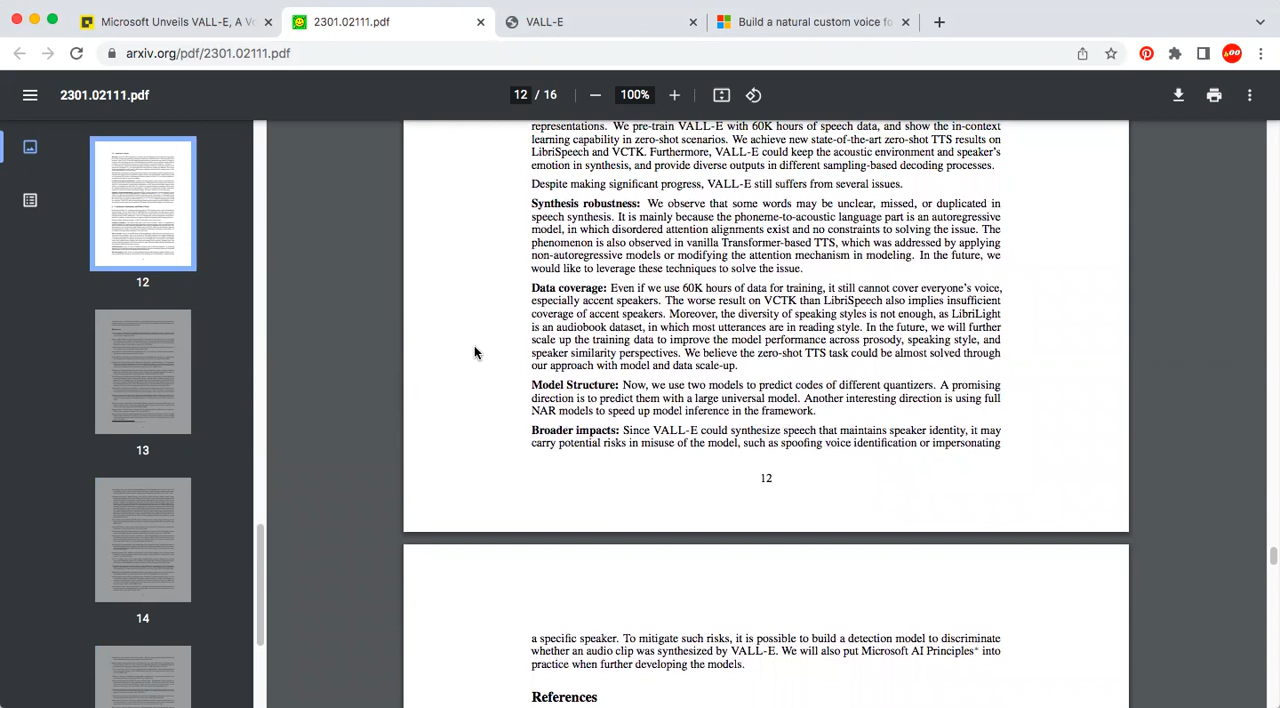 Microsoft Unveils VALL-E, A Vo
2301.02111.pdf
VALL-E
Build a natural custom voice fo
arxiv.org/pdf/2301.02111.pdf
2301.02111.pdf
12 / 16
100%
12
13
14
representations. We pre-train VALL-E with 60K hours of speech data, and show the in-context
learning capability in zero-shot scenarios. We achieve new state-of-the-art zero-shot TTS results on
LibriSpeech and VCTK. Furthermore, VALL-E could keep the acoustic environment and speaker's
emotion in synthesis, and provide diverse outputs in different sampling-based decoding processes.
Despite making significant progress, VALL-E still suffers from several issues.
Synthesis robustness: We observe that some words may be unclear, missed, or duplicated in
speech synthesis. It is mainly because the phoneme-to-acoustic language part is an autoregressive
model, in which disordered attention alignments exist and no constraints to solving the issue. The
phenomenon is also observed in vanilla Transformer-based TTS, which was addressed by applying
non-autoregressive models or modifying the attention mechanism in modeling. In the future, we
would like to leverage these techniques to solve the issue.
Data coverage: Even if we use 60K hours of data for training, it still cannot cover everyone's voice,
especially accent speakers. The worse result on VCTK than LibriSpeech also implies insufficient
coverage of accent speakers. Moreover, the diversity of speaking styles is not enough, as LibriLight
is an audiobook dataset, in which most utterances are in reading style. In the future, we will further
scale up the training data to improve the model performance across prosody, speaking style, and
speaker similarity perspectives. We believe the zero-shot TTS task could be almost solved through
our approach with model and data scale-up.
Model Structure: Now, we use two models to predict codes of different quantizers. A promising
direction is to predict them with a large universal model. Another interesting direction is using full
NAR models to speed up model inference in the framework.
Broader impacts: Since VALL-E could synthesize speech that maintains speaker identity, it may
carry potential risks in misuse of the model, such as spoofing voice identification or impersonating
12
a specific speaker. To mitigate such risks, it is possible to build a detection model to discriminate
whether an audio clip was synthesized by VALL-E. We will also put Microsoft AI Principles* into
practice when further developing the models.
References